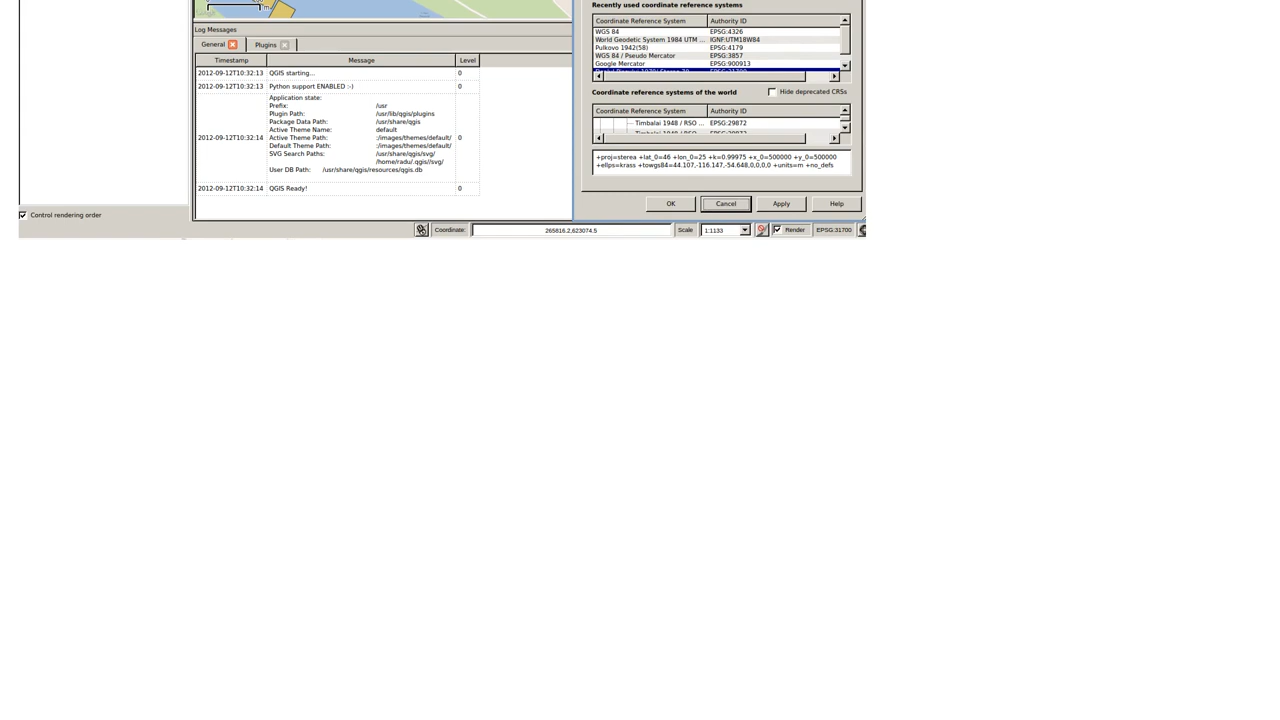 Log Messages
General
Plugins
Timestamp Message Level
2012-09-12T10:32:13 QGIS starting... 0
2012-09-12T10:32:13 Python support ENABLED :-) 0
Application state:
Prefix: /usr
Plugin Path: /usr/lib/qgis/plugins
Package Data Path: /usr/share/qgis
Active Theme Name: default
2012-09-12T10:32:14 Active Theme Path: :/images/themes/default/ 0
Default Theme Path: :/images/themes/default/
SVG Search Paths: /usr/share/qgis/svg/
/home/radu/.qgis//svg/
User DB Path: /usr/share/qgis/resources/qgis.db
2012-09-12T10:32:14 QGIS Ready! 0
Control rendering order
Recently used coordinate reference systems
Coordinate Reference System Authority ID
WGS 84 EPSG:4326
World Geodetic System 1984 UTM ... IGNF:UTM18W84
Pulkovo 1942(58) EPSG:4179
WGS 84 / Pseudo Mercator EPSG:3857
Google Mercator EPSG:900913
Coordinate reference systems of the world
Hide deprecated CRSs
Coordinate Reference System Authority ID
Timbalai 1948 / RSO ... EPSG:29872
+proj=sterea +lat_0=46 +lon_0=25 +k=0.99975 +x_0=500000 +y_0=500000
+ellps=krass +towgs84=44.107,-116.147,-54.648,0,0,0,0 +units=m +no_defs
OK Cancel Apply Help
Coordinate: 265816.2,623074.5 Scale 1:1133 Render EPSG:31700